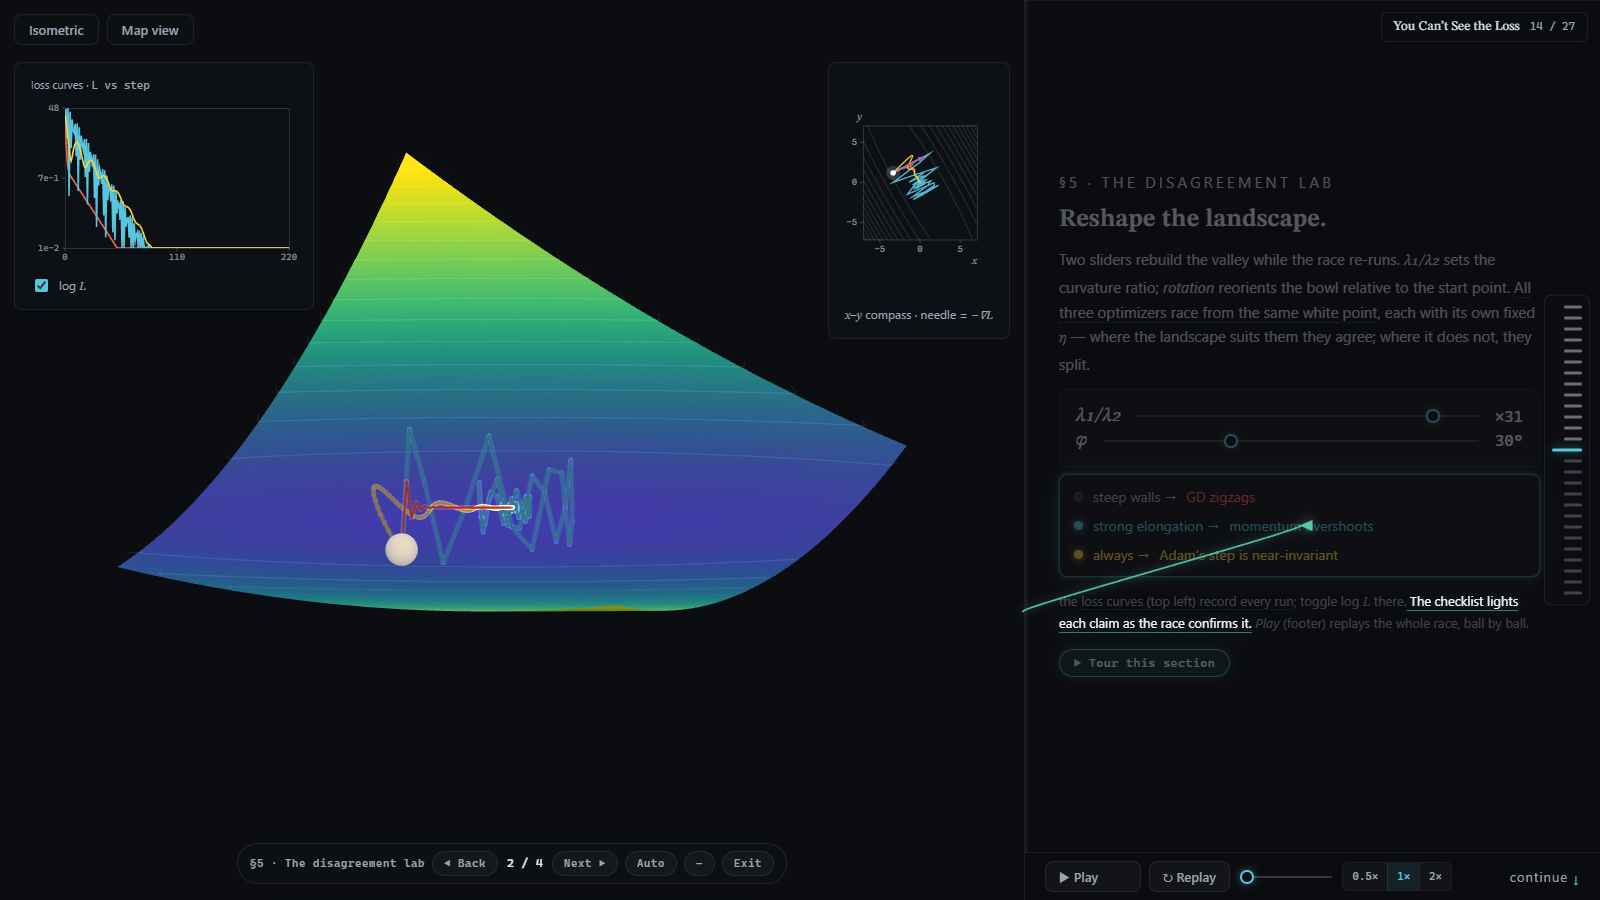 Isometric
Map view
You Can't See the Loss 14 / 27
loss curves · L vs step
48
7e-1
1e-2
0
110
220
log L
y
5
0
−5
−5
0
5
x
x–y compass · needle = −∇L
§5 · THE DISAGREEMENT LAB
Reshape the landscape.
Two sliders rebuild the valley while the race re-runs. λ1/λ2 sets the
curvature ratio; rotation reorients the bowl relative to the start point. All
three optimizers race from the same white point, each with its own fixed
η — where the landscape suits them they agree; where it does not, they
split.
λ1/λ2 ×31
φ 30°
steep walls → GD zigzags
strong elongation → momentum vershoots
always → Adam's step is near-invariant
the loss curves (top left) record every run; toggle log L there. The checklist lights
each claim as the race confirms it. Play (footer) replays the whole race, ball by ball.
▶ Tour this section
§5 · The disagreement lab ◀ Back 2 / 4 Next ▶ Auto − Exit
▶ Play ↻ Replay 0.5× 1× 2× continue ↓